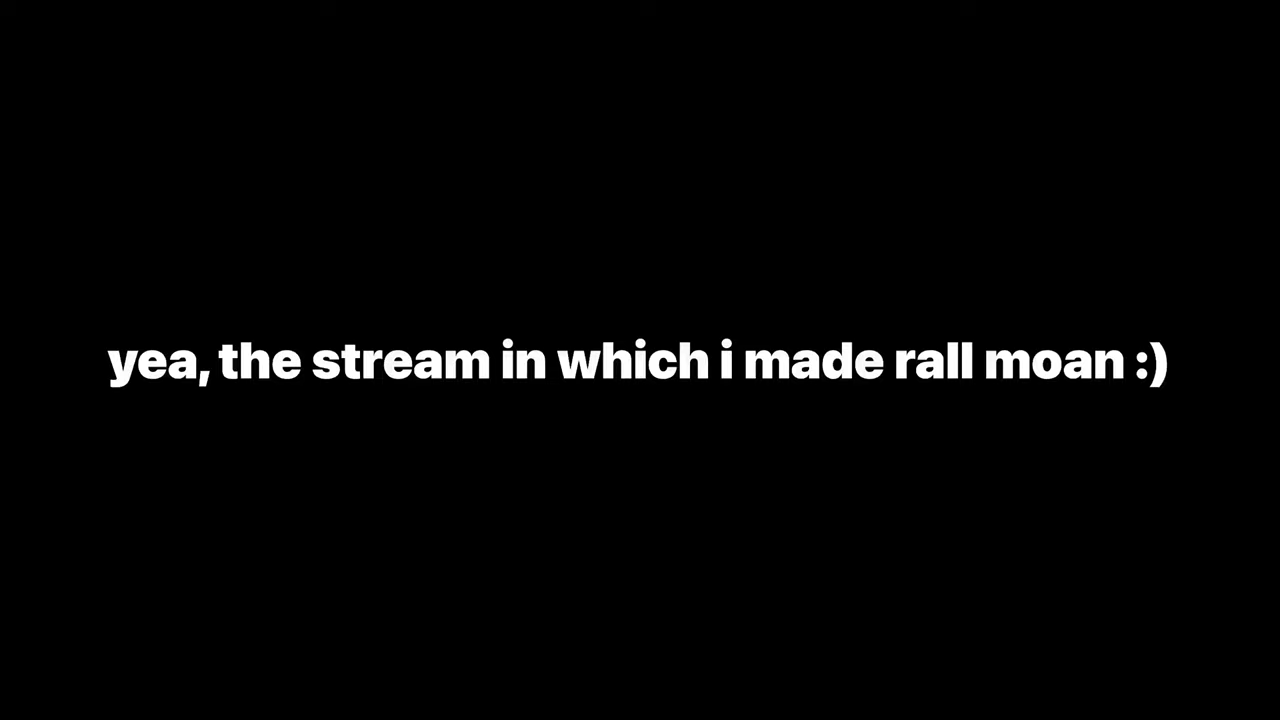 yea, the stream in which i made rall moan :)